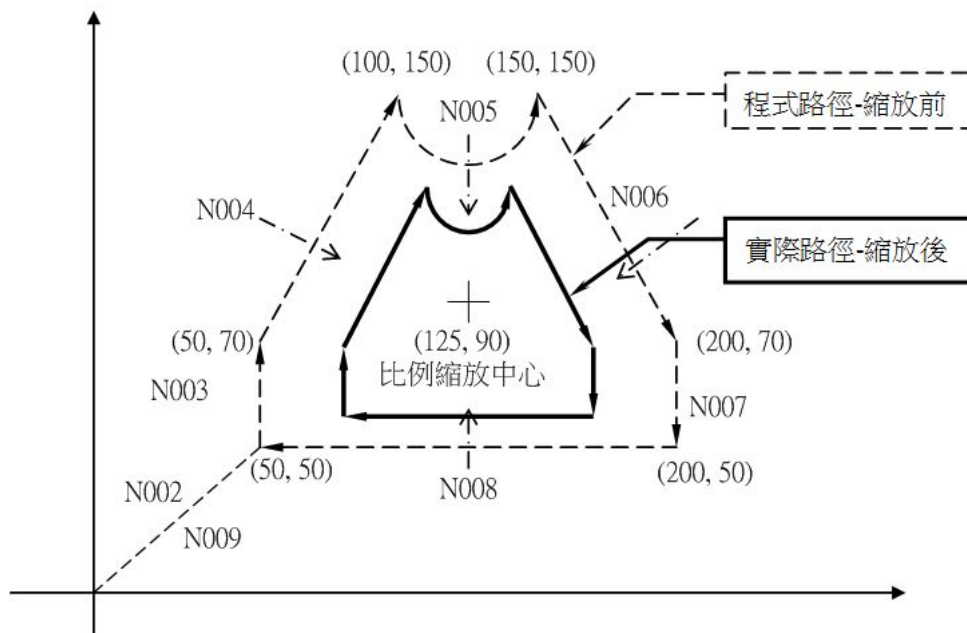 (100, 150)
(150, 150)
N005
程式路徑-縮放前
N004
N006
實際路徑-縮放後
(50, 70)
(125, 90)
比例縮放中心
(200, 70)
N003
N007
(50, 50)
N008
(200, 50)
N002
N009